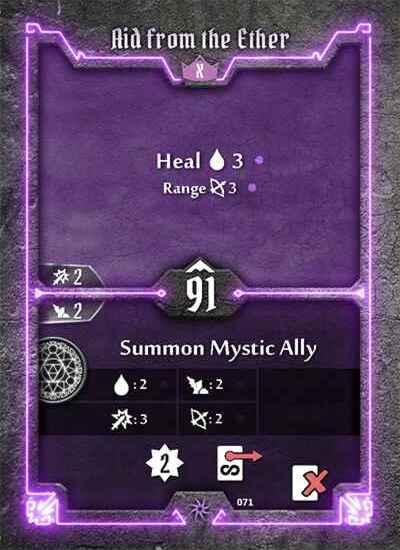 Aid from the Ether
X
Heal 3
Range 3
2
91
2
Summon Mystic Ally
: 2 : 2
: 3 : 2
2
071